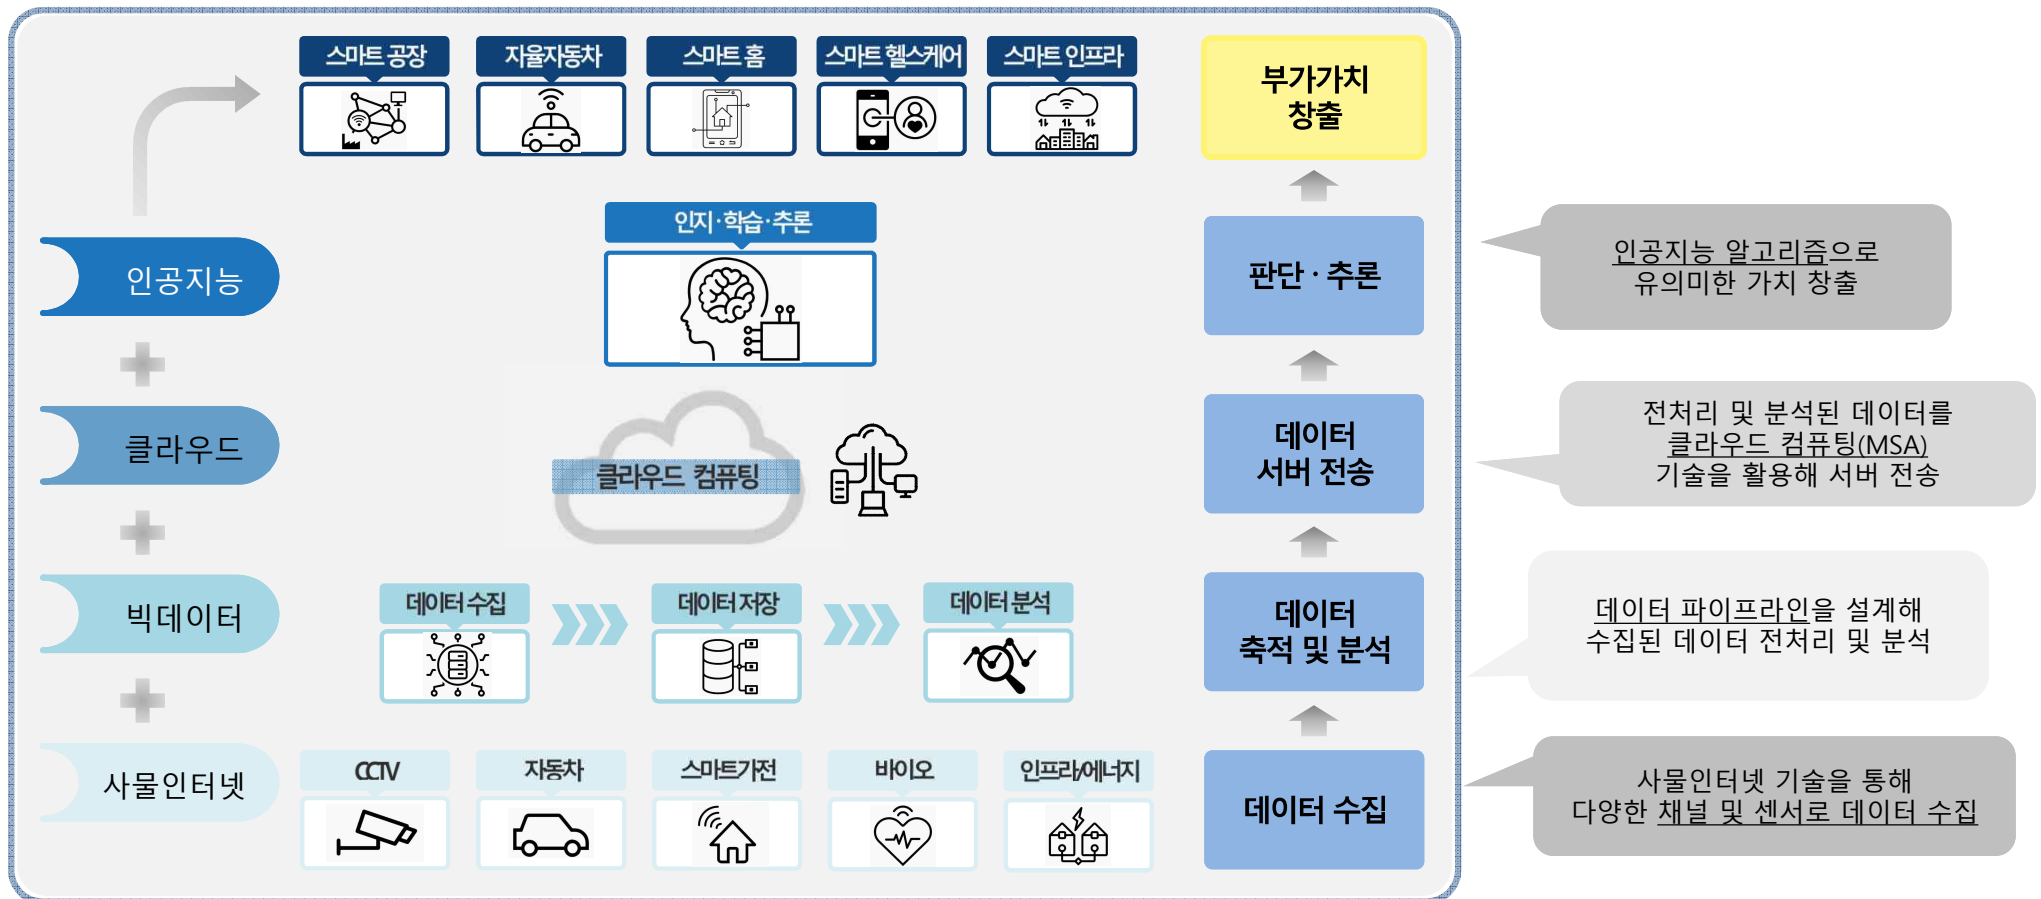 스마트 공장
자율자동차
스마트 홈
스마트 헬스케어
스마트 인프라
부가가치
창출
인공지능
인지·학습·추론
판단 · 추론
인공지능 알고리즘으로
유의미한 가치 창출
클라우드
클라우드 컴퓨팅
데이터
서버 전송
전처리 및 분석된 데이터를
클라우드 컴퓨팅(MSA)
기술을 활용해 서버 전송
빅데이터
데이터 수집
데이터 저장
데이터 분석
데이터
축적 및 분석
데이터 파이프라인을 설계해
수집된 데이터 전처리 및 분석
사물인터넷
CCTV
자동차
스마트가전
바이오
인프라/에너지
데이터 수집
사물인터넷 기술을 통해
다양한 채널 및 센서로 데이터 수집